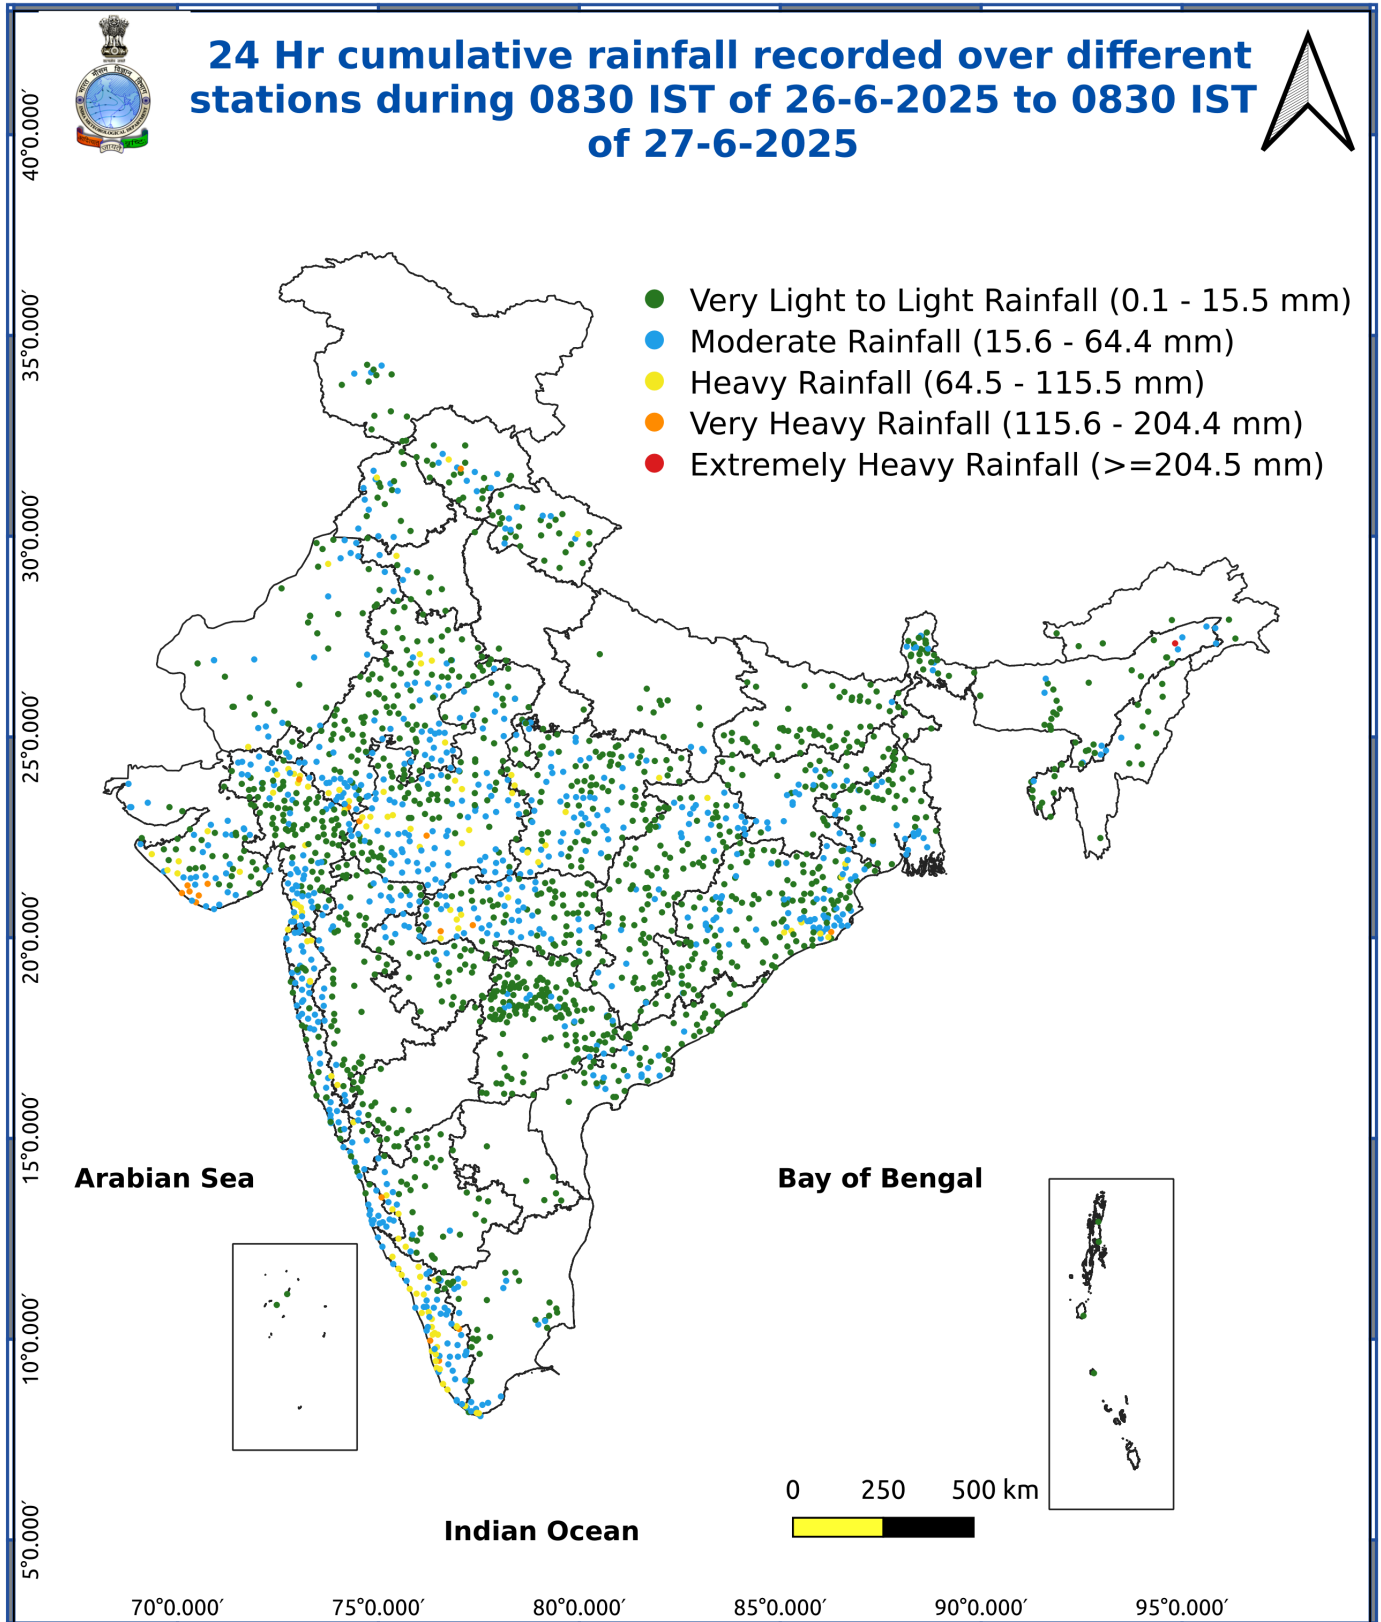 24 Hr cumulative rainfall recorded over different
stations during 0830 IST of 26-6-2025 to 0830 IST
of 27-6-2025
Very Light to Light Rainfall (0.1 - 15.5 mm)
Moderate Rainfall (15.6 - 64.4 mm)
Heavy Rainfall (64.5 - 115.5 mm)
Very Heavy Rainfall (115.6 - 204.4 mm)
Extremely Heavy Rainfall (>=204.5 mm)
40°0.000′
35°0.000′
30°0.000′
25°0.000′
20°0.000′
15°0.000′
10°0.000′
5°0.000′
Arabian Sea
Bay of Bengal
Indian Ocean
0 250 500 km
70°0.000′ 75°0.000′ 80°0.000′ 85°0.000′ 90°0.000′ 95°0.000′